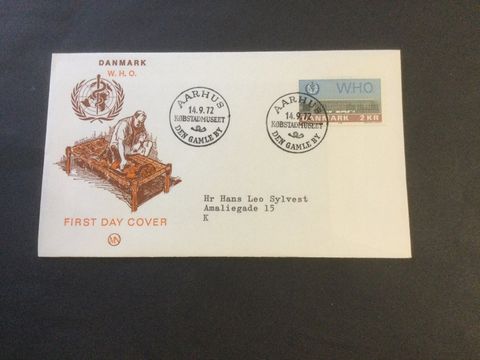 DANMARK
W. H. O.
FIRST DAY COVER
MN
AARHUS
14.9.72
KØBSTADMUSEET
DEN GAMLE BY
AARHUS
14.9.72
KØBSTADMUSEET
DEN GAMLE BY
WHO
DANMARK 2 KR
Hr Hans Leo Sylvest
Amaliegade 15
K